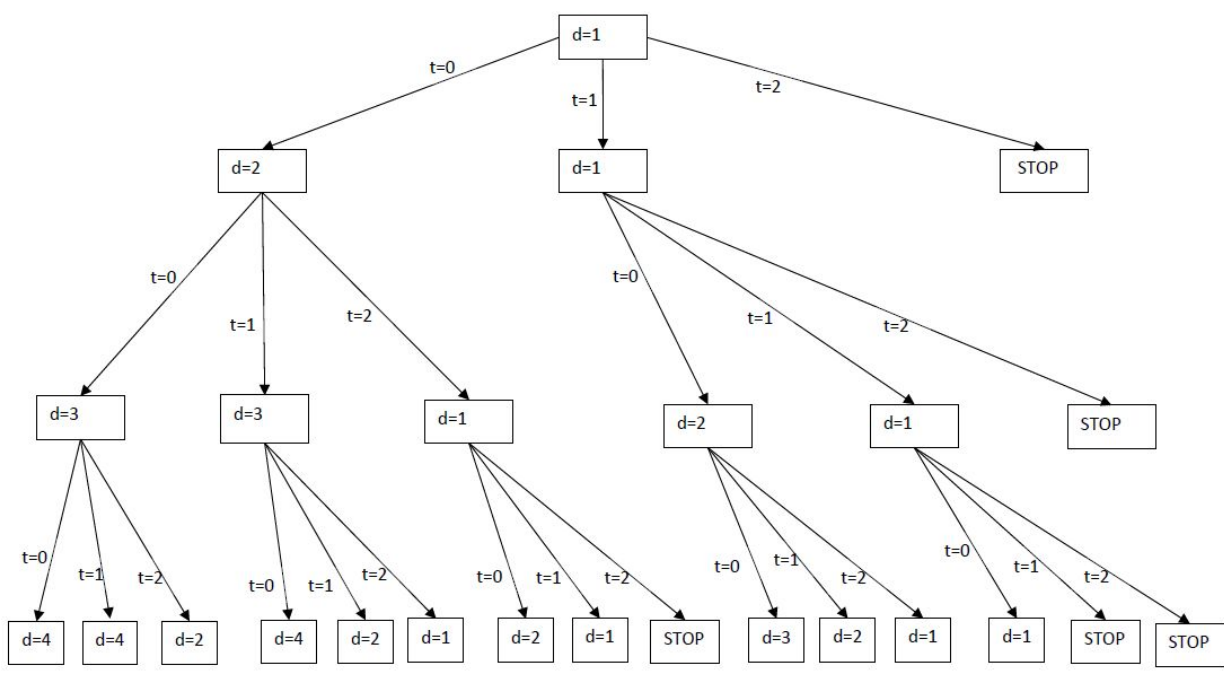 d=1
t=0
t=1
t=2
d=2
d=1
STOP
t=0
t=1
t=2
t=0
t=1
t=2
d=3
d=3
d=1
d=2
d=1
STOP
t=0
t=1
t=2
t=0
t=1
t=2
t=0
t=1
t=2
t=0
t=1
t=2
t=0
t=1
t=2
d=4
d=4
d=2
d=4
d=2
d=1
d=2
d=1
STOP
d=3
d=2
d=1
d=1
STOP
STOP